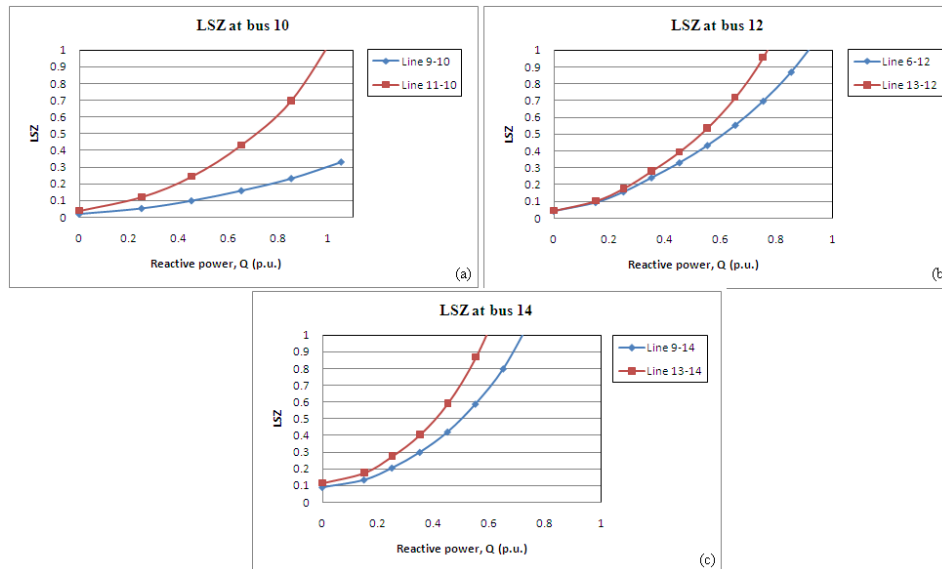 LSZ at bus 10
1
0.9
0.8
0.7
0.6
0.5
0.4
0.3
0.2
0.1
0
LSZ
0 0.2 0.4 0.6 0.8 1
Reactive power, Q (p.u.)
Line 9-10
Line 11-10
(a)
LSZ at bus 12
1
0.9
0.8
0.7
0.6
0.5
0.4
0.3
0.2
0.1
0
LSZ
0 0.2 0.4 0.6 0.8 1
Reactive power, Q (p.u.)
Line 6-12
Line 13-12
(b)
LSZ at bus 14
1
0.9
0.8
0.7
0.6
0.5
0.4
0.3
0.2
0.1
0
LSZ
0 0.2 0.4 0.6 0.8 1
Reactive power, Q (p.u.)
Line 9-14
Line 13-14
(c)